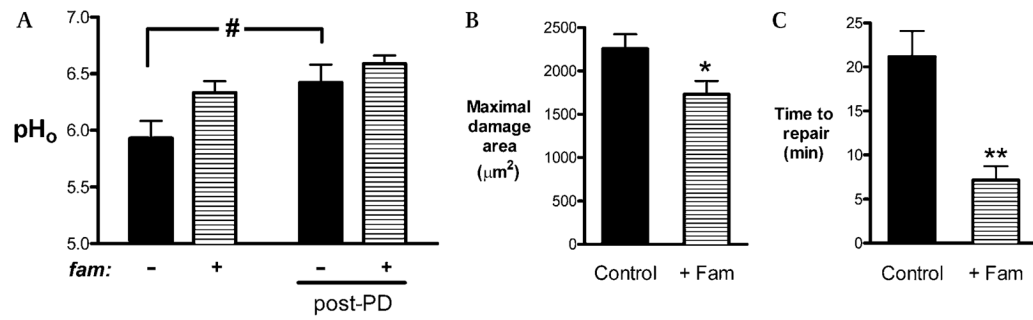 A
7.0
6.5
6.0
5.5
5.0
pHo
#
fam:
- + - +
post-PD
B
2500
2000
1500
1000
500
0
Maximal
damage
area
(μm²)
*
Control + Fam
C
25
20
15
10
5
0
Time to
repair
(min)
**
Control + Fam